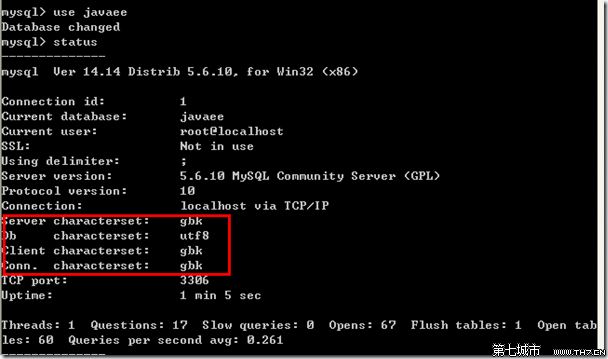 mysql> use javaee
Database changed
mysql> status
--------------
mysql  Ver 14.14 Distrib 5.6.10, for Win32 (x86)

Connection id:          1
Current database:       javaee
Current user:           root@localhost
SSL:                    Not in use
Using delimiter:        ;
Server version:         5.6.10 MySQL Community Server (GPL)
Protocol version:       10
Connection:             localhost via TCP/IP
Server characterset:    gbk
Db     characterset:    utf8
Client characterset:    gbk
Conn.  characterset:    gbk
TCP port:               3306
Uptime:                 1 min 5 sec

Threads: 1  Questions: 17  Slow queries: 0  Opens: 67  Flush tables: 1  Open tab
les: 60  Queries per second avg: 0.261
--------------
第七城市 www.TH7.CN